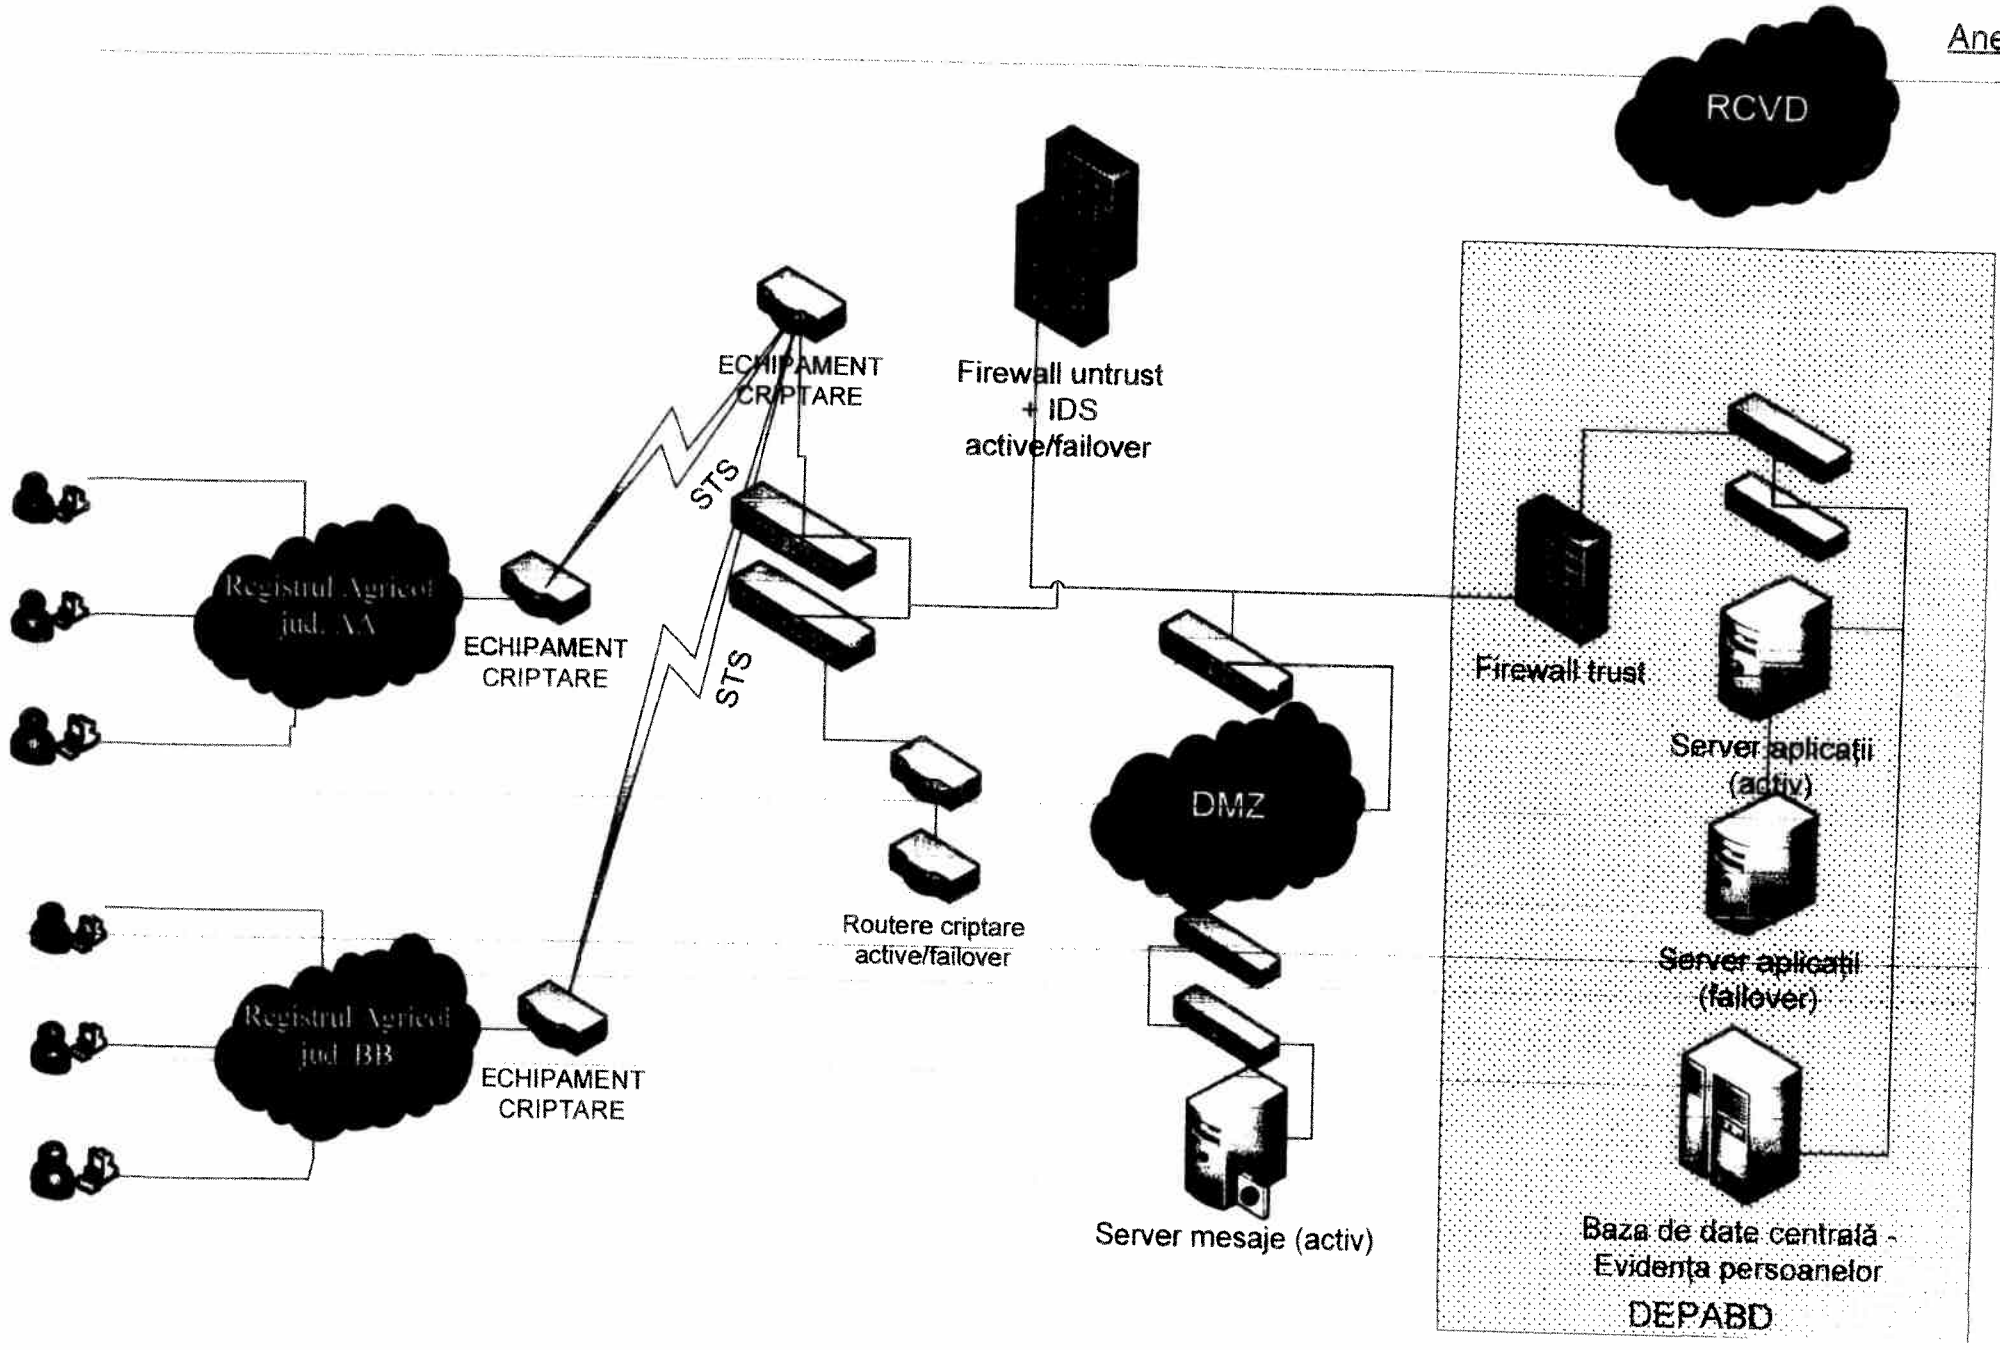 Ane
RCVD
ECHIPAMENT
CRIPTARE
Firewall untrust
+ IDS
active/failover
STS
Registrul Agricol
jud. AA
ECHIPAMENT
CRIPTARE
STS
Firewall trust
Server aplicații
(activ)
DMZ
Routere criptare
active/failover
Server aplicații
(failover)
Registrul Agricol
jud BB
ECHIPAMENT
CRIPTARE
Server mesaje (activ)
Baza de date centrală -
Evidența persoanelor
DEPABD